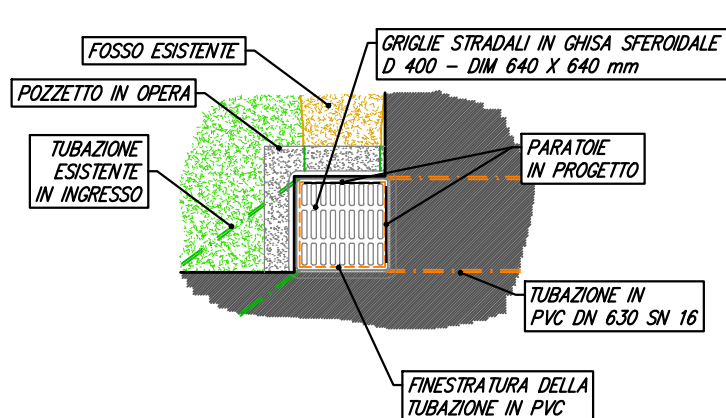 FOSSO ESISTENTE
GRIGLIE STRADALI IN GHISA SFEROIDALE
D 400 - DIM 640 X 640 mm
POZZETTO IN OPERA
TUBAZIONE
ESISTENTE
IN INGRESSO
PARATOIE
IN PROGETTO
TUBAZIONE IN
PVC DN 630 SN 16
FINESTRATURA DELLA
TUBAZIONE IN PVC